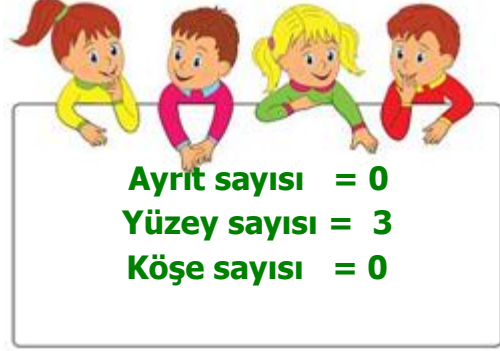 Ayrıt sayısı = 0
Yüzey sayısı = 3
Köşe sayısı = 0